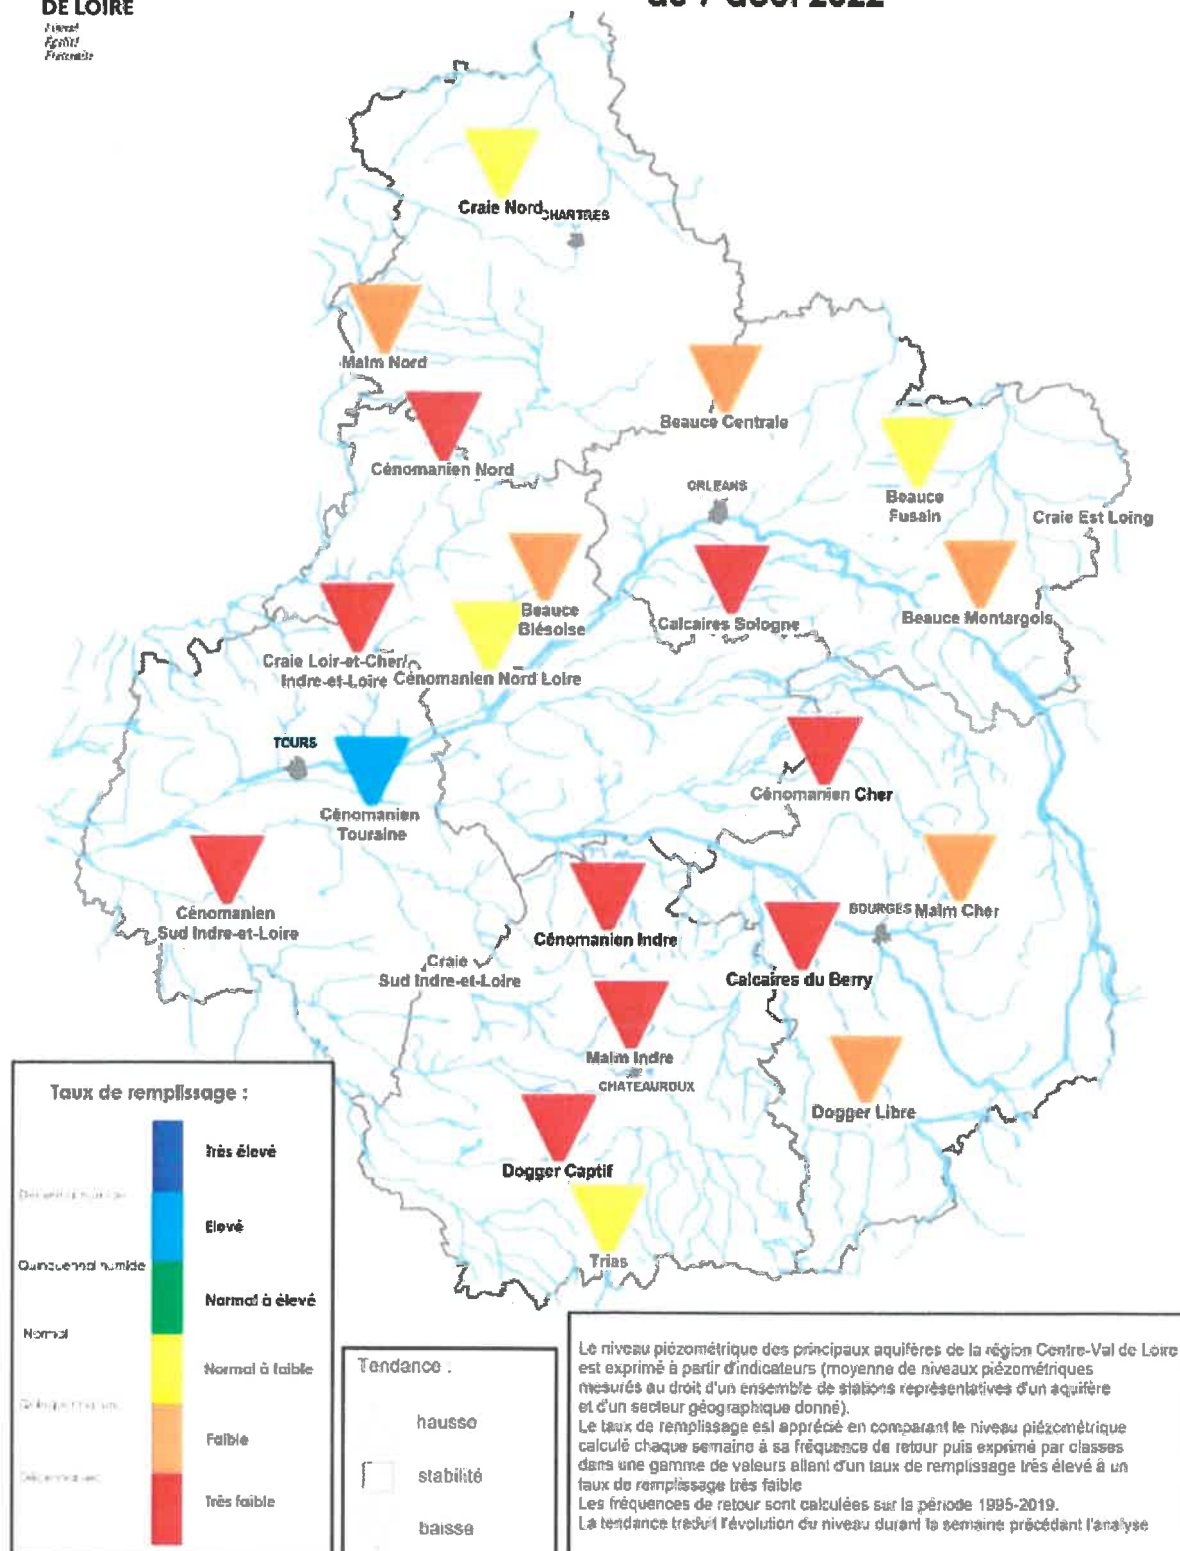 DE LOIRE
Liberté
Égalité
Fraternité
Craie Nord
CHARTRES
Malm Nord
Beauce Centrale
Cénomanien Nord
ORLEANS
Beauce
Fusain
Craie Est Loing
Beauce
Blésoise
Calcaires Sologne
Beauce Montargois
Craie Loir-et-Cher/
Indre-et-Loire
Cénomanien Nord Loire
TOURS
Cénomanien
Touraine
Cénomanien Cher
Cénomanien
Sud Indre-et-Loire
Cénomanien Indre
BOURGES
Malm Cher
Craie
Sud Indre-et-Loire
Calcaires du Berry
Malm Indre
CHATEAUROUX
Dogger Libre
Dogger Captif
Trias
Taux de remplissage :
Très élevé
Elevé
Quinquennal humide
Normal à élevé
Normal
Normal à faible
Faible
Très faible
Tendance :
hausse
stabilité
baisse
Le niveau piézométrique des principaux aquifères de la région Centre-Val de Loire
est exprimé à partir d'indicateurs (moyenne de niveaux piézométriques
mesurés au droit d'un ensemble de stations représentatives d'un aquifère
et d'un secteur géographique donné).
Le taux de remplissage est apprécié en comparant le niveau piézométrique
calculé chaque semaine à sa fréquence de retour puis exprimé par classes
dans une gamme de valeurs allant d'un taux de remplissage très élevé à un
taux de remplissage très faible
Les fréquences de retour sont calculées sur la période 1995-2019.
La tendance traduit l'évolution du niveau durant la semaine précédant l'analyse